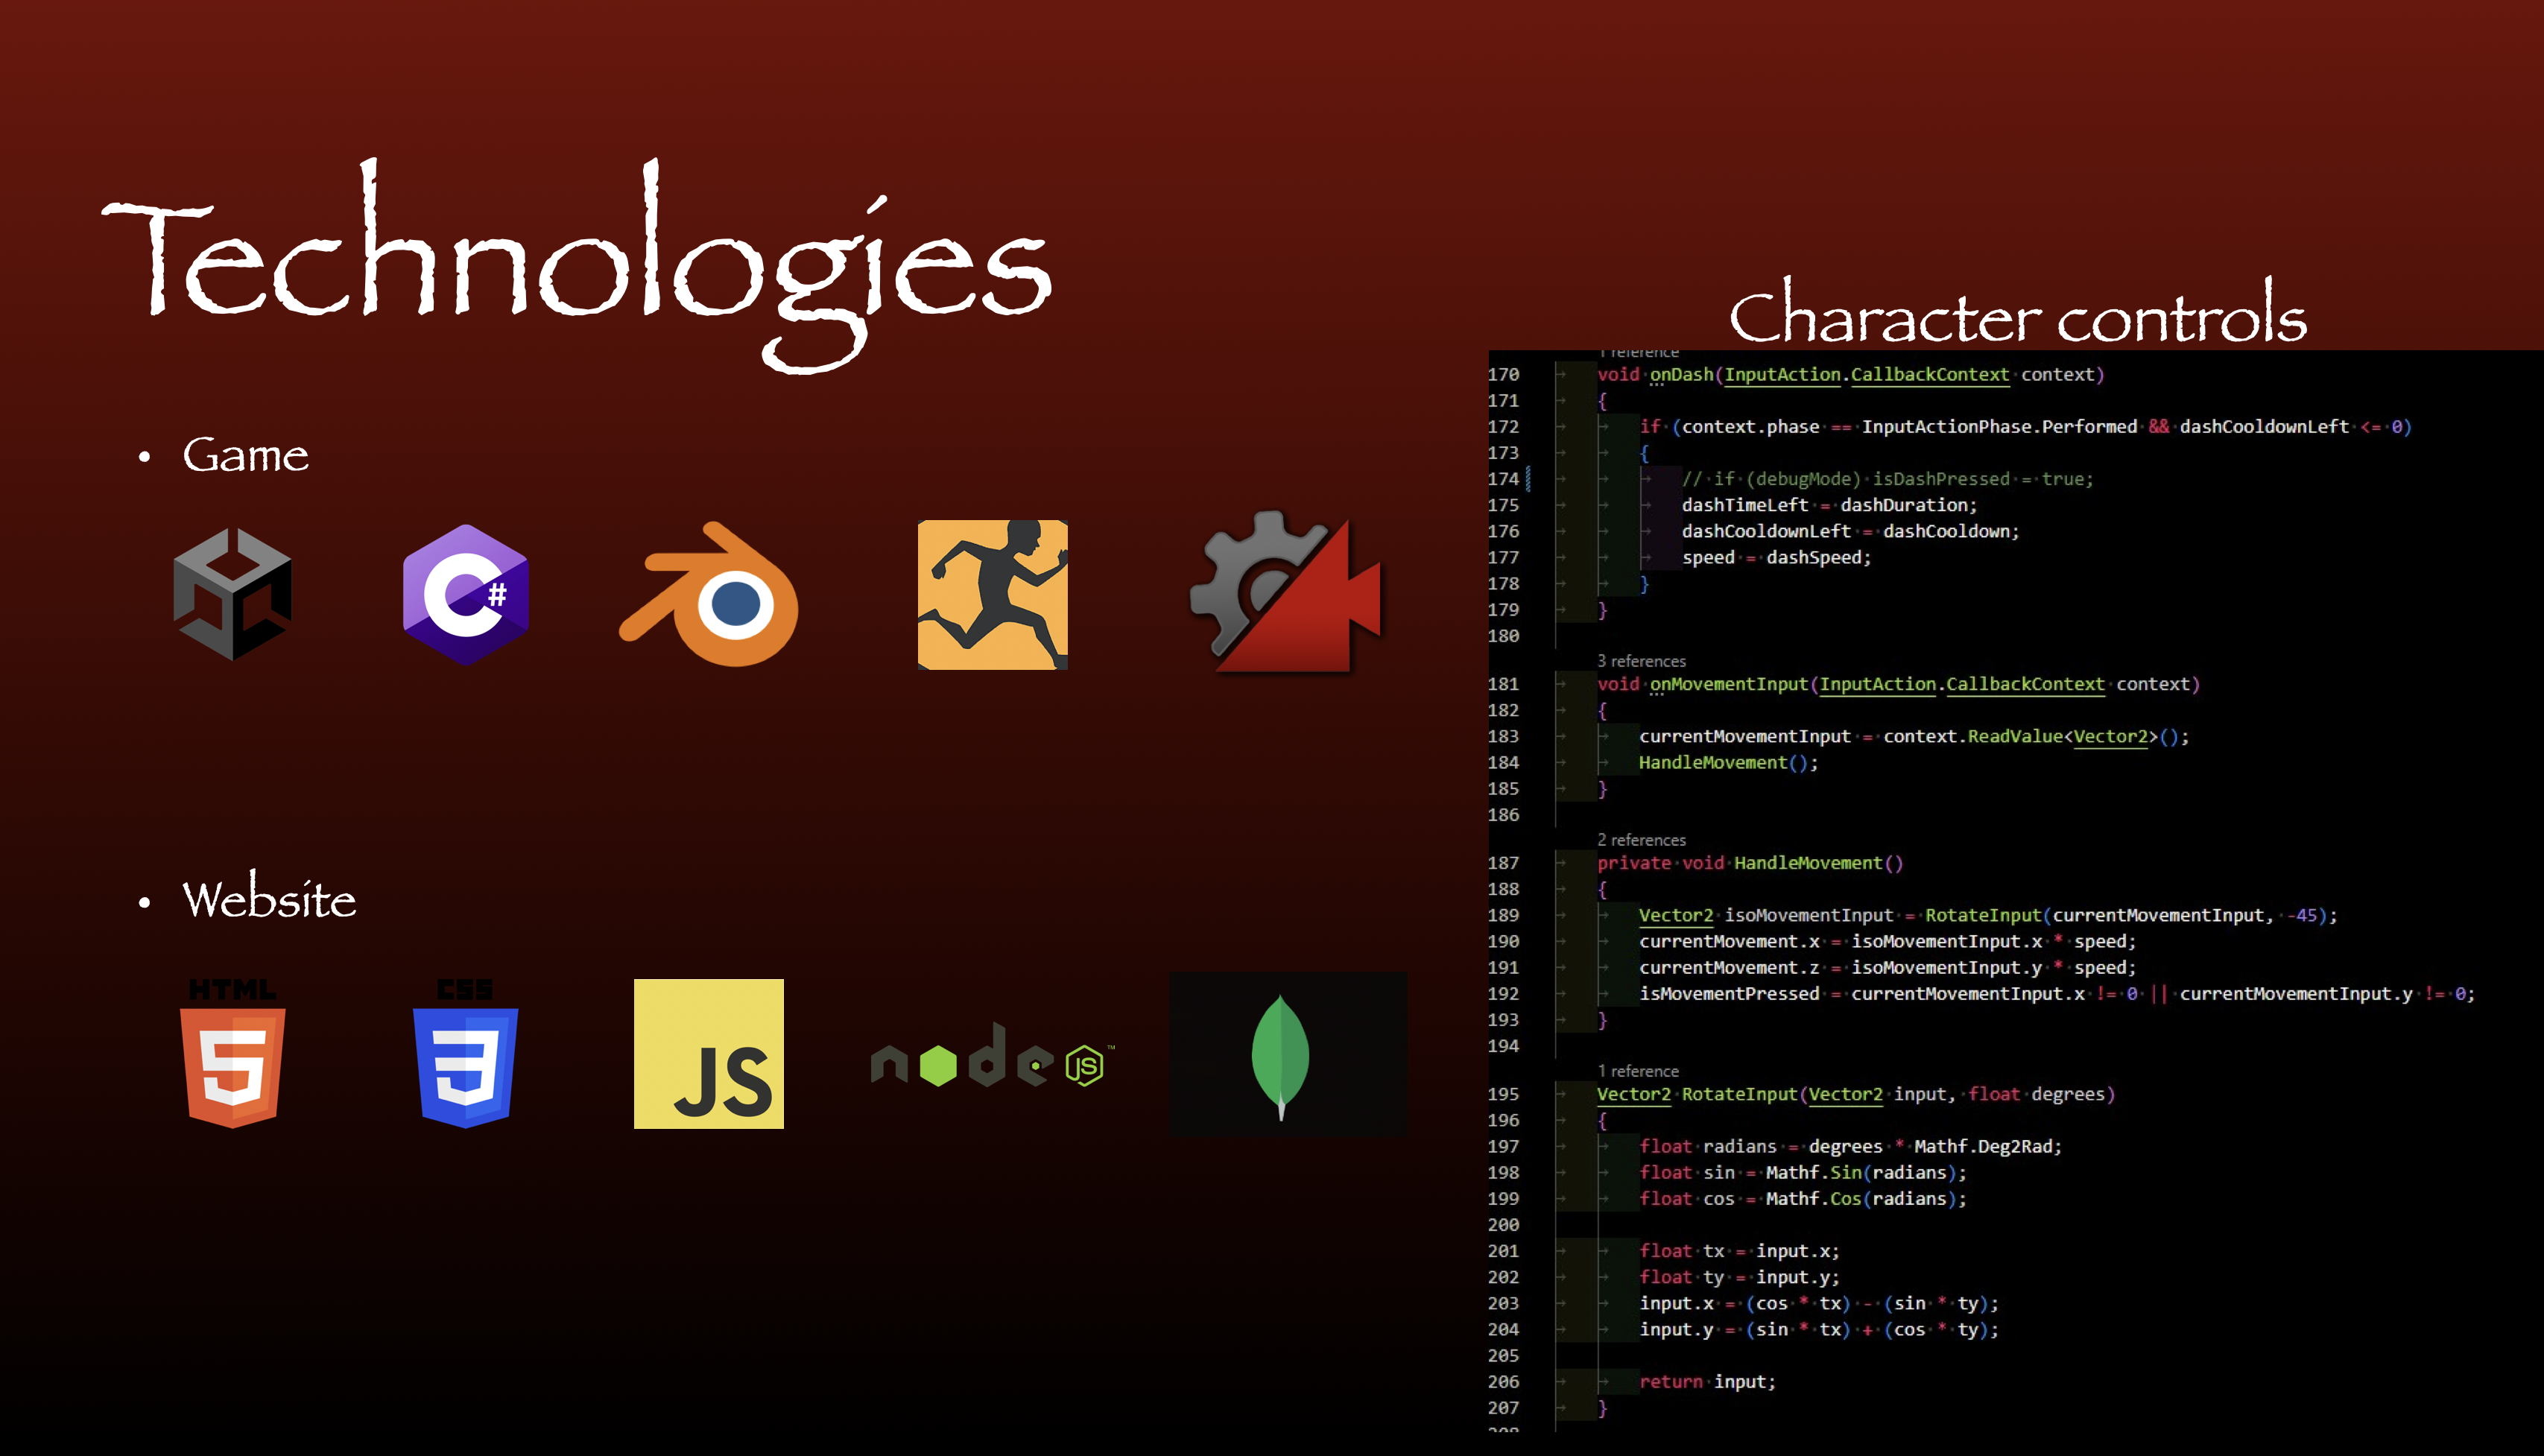 Technologies
• Game
C#
• Website
HTML
5
CSS
3
JS
node JS ™
Character controls
1 reference
170 void onDash(InputAction.CallbackContext context)
171 {
172 if (context.phase == InputActionPhase.Performed && dashCooldownLeft <= 0)
173 {
174 // if (debugMode) isDashPressed = true;
175 dashTimeLeft = dashDuration;
176 dashCooldownLeft = dashCooldown;
177 speed = dashSpeed;
178 }
179 }
180
3 references
181 void onMovementInput(InputAction.CallbackContext context)
182 {
183 currentMovementInput = context.ReadValue<Vector2>();
184 HandleMovement();
185 }
186
2 references
187 private void HandleMovement()
188 {
189 Vector2 isoMovementInput = RotateInput(currentMovementInput, -45);
190 currentMovement.x = isoMovementInput.x * speed;
191 currentMovement.z = isoMovementInput.y * speed;
192 isMovementPressed = currentMovementInput.x != 0 || currentMovementInput.y != 0;
193 }
194
1 reference
195 Vector2 RotateInput(Vector2 input, float degrees)
196 {
197 float radians = degrees * Mathf.Deg2Rad;
198 float sin = Mathf.Sin(radians);
199 float cos = Mathf.Cos(radians);
200
201 float tx = input.x;
202 float ty = input.y;
203 input.x = (cos * tx) - (sin * ty);
204 input.y = (sin * tx) + (cos * ty);
205
206 return input;
207 }